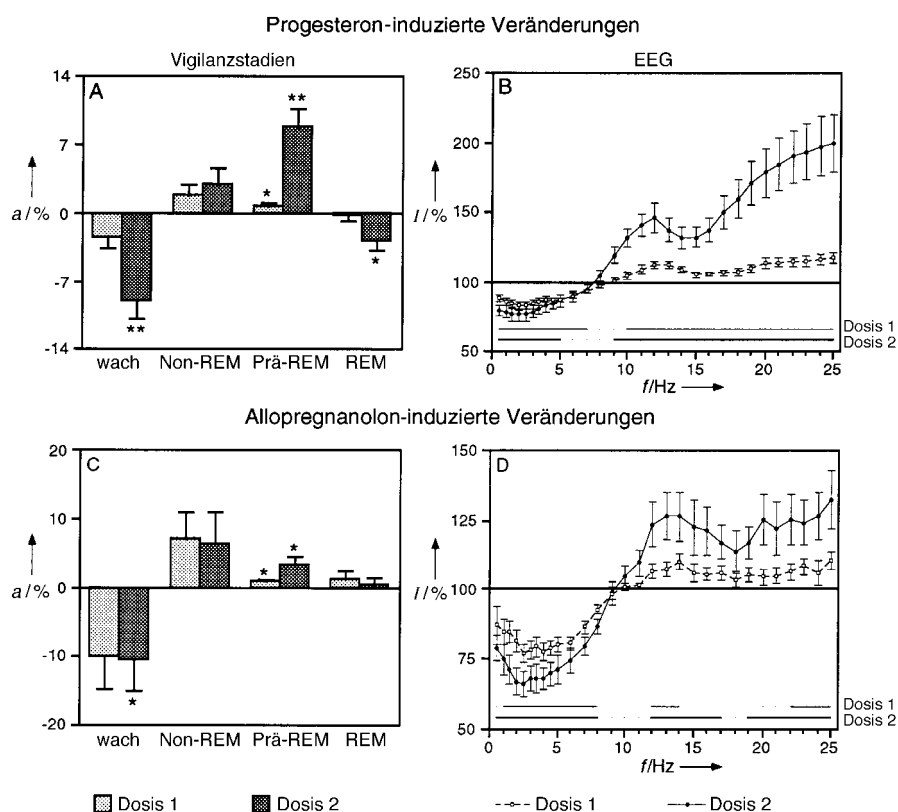 Progesteron-induzierte Veränderungen
Vigilanzstadien
EEG
A
14
7
0
-7
-14
a/%
*
**
**
*
wach Non-REM Prä-REM REM
B
250
200
150
100
50
I/%
Dosis 1
Dosis 2
0 5 10 15 20 25
f/Hz
Allopregnanolon-induzierte Veränderungen
C
20
10
0
-10
-20
a/%
*
*
*
wach Non-REM Prä-REM REM
D
150
125
100
75
50
I/%
Dosis 1
Dosis 2
0 5 10 15 20 25
f/Hz
Dosis 1 Dosis 2 Dosis 1 Dosis 2